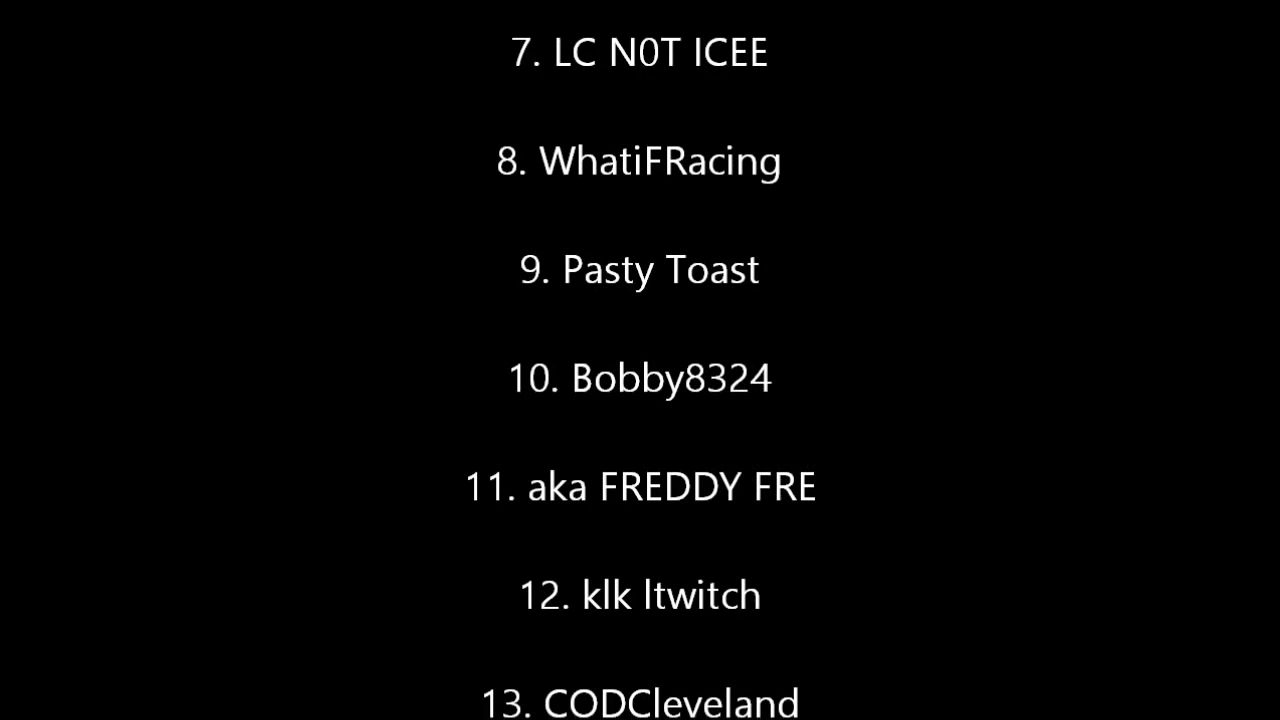 7. LC N0T ICEE
8. WhatiFRacing
9. Pasty Toast
10. Bobby8324
11. aka FREDDY FRE
12. klk ltwitch
13. CODCleveland